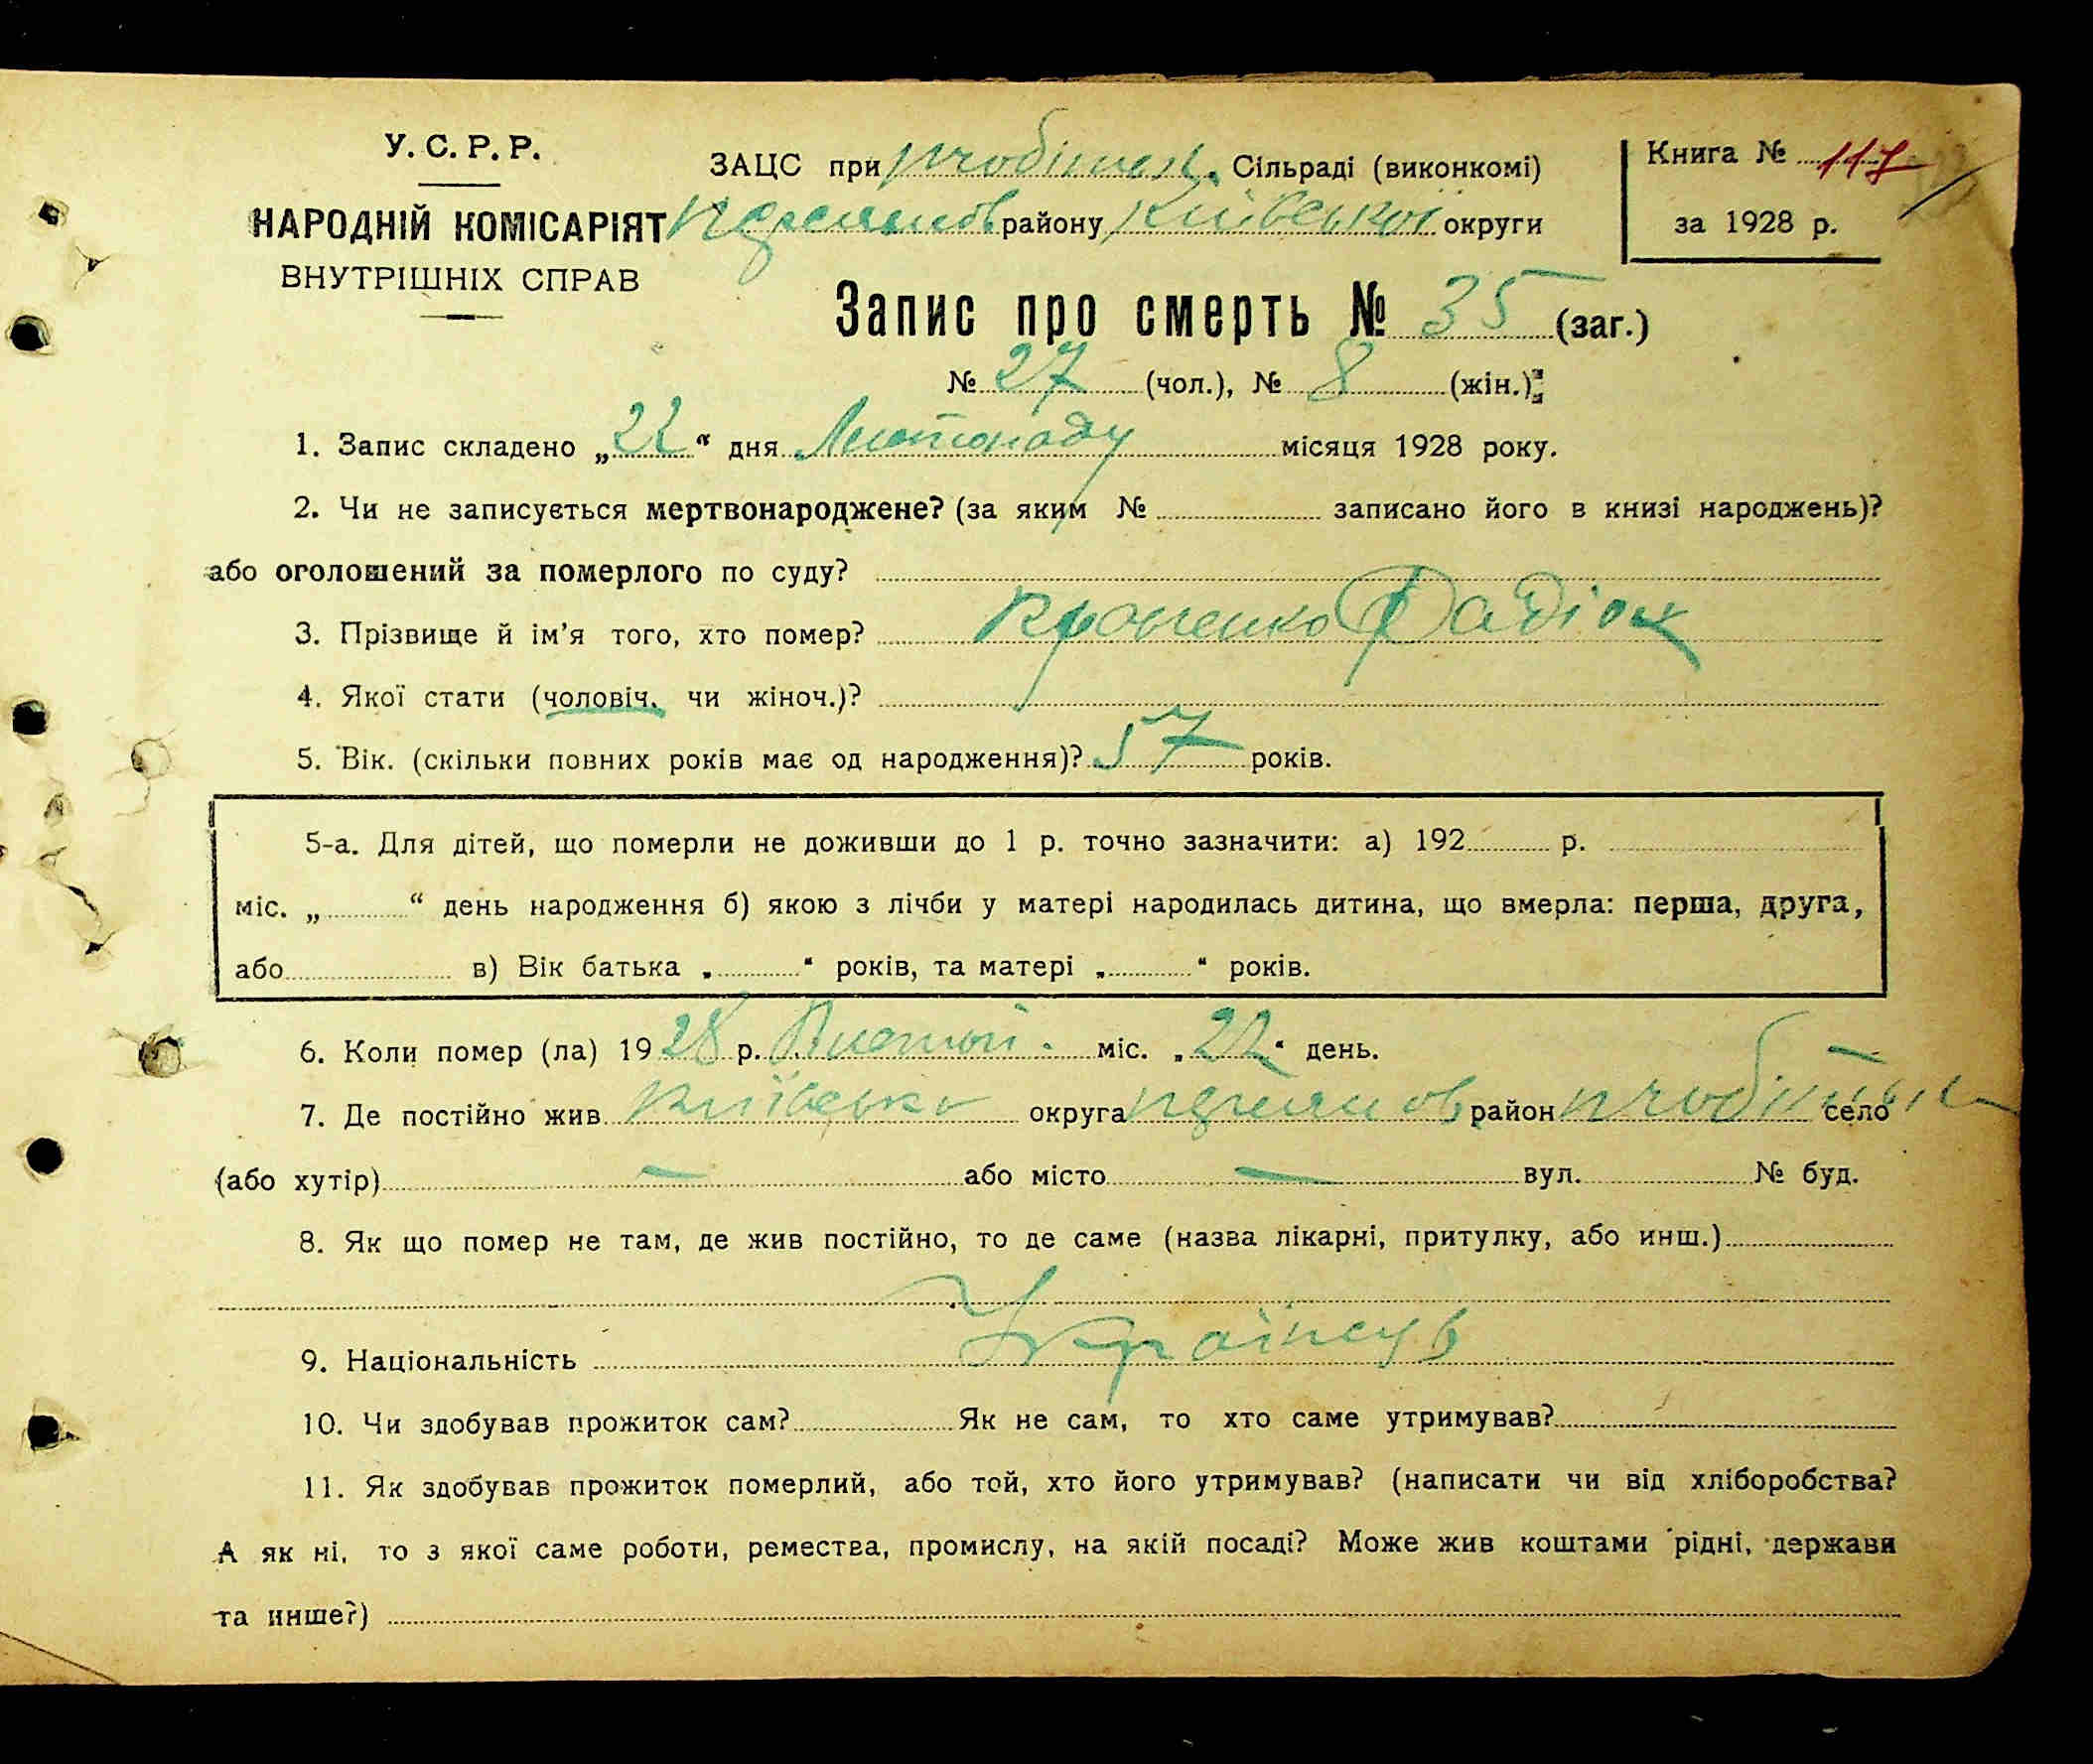 У.С.Р.Р.
НАРОДНІЙ КОМІСАРІЯТ
ВНУТРІШНІХ СПРАВ
ЗАЦС при Сільраді (виконкомі)
району Київської округи
Книга № 117
за 1928 р.
Запис про смерть № 35 (заг.)
№ 27 (чол.), № 8 (жін.)
1. Запис складено „22“ дня Листопаду місяця 1928 року.
2. Чи не записується мертвонароджене? (за яким № записано його в книзі народжень)?
або оголошений за померлого по суду?
3. Прізвище й ім’я того, хто помер?
4. Якої стати (чоловіч. чи жіноч.)?
5. Вік. (скільки повних років має од народження)? 57 років.
5-а. Для дітей, що померли не доживши до 1 р. точно зазначити: а) 192 р.
міс. „ “ день народження б) якою з лічби у матері народилась дитина, що вмерла: перша, друга,
або в) Вік батька „ “ років, та матері „ “ років.
6. Коли помер (ла) 1928 р. міс. „22“ день.
7. Де постійно жив округа район село
(або хутір) — або місто — вул. № буд.
8. Як що помер не там, де жив постійно, то де саме (назва лікарні, притулку, або инш.)
9. Національність Українець
10. Чи здобував прожиток сам? Як не сам, то хто саме утримував?
11. Як здобував прожиток померлий, або той, хто його утримував? (написати чи від хліборобства?
А як ні, то з якої саме роботи, ремества, промислу, на якій посаді? Може жив коштами рідні, держави
та инше?)